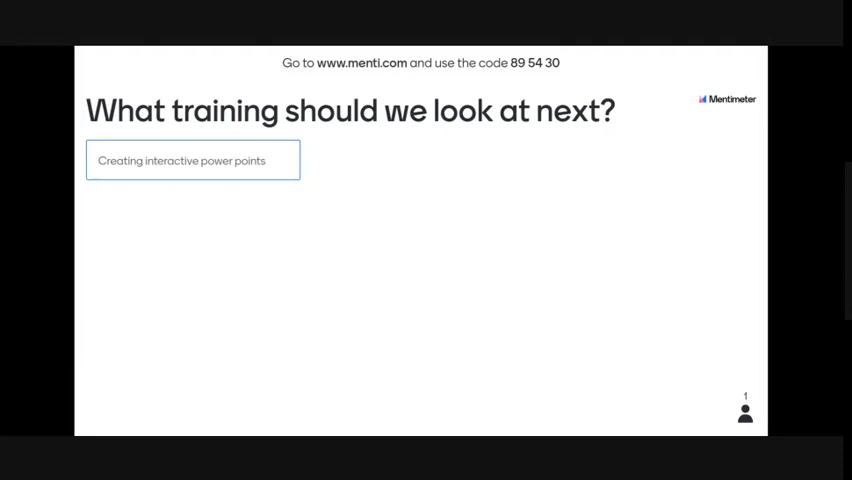 Go to www.menti.com and use the code 89 54 30
What training should we look at next?
Mentimeter
Creating interactive power points
1